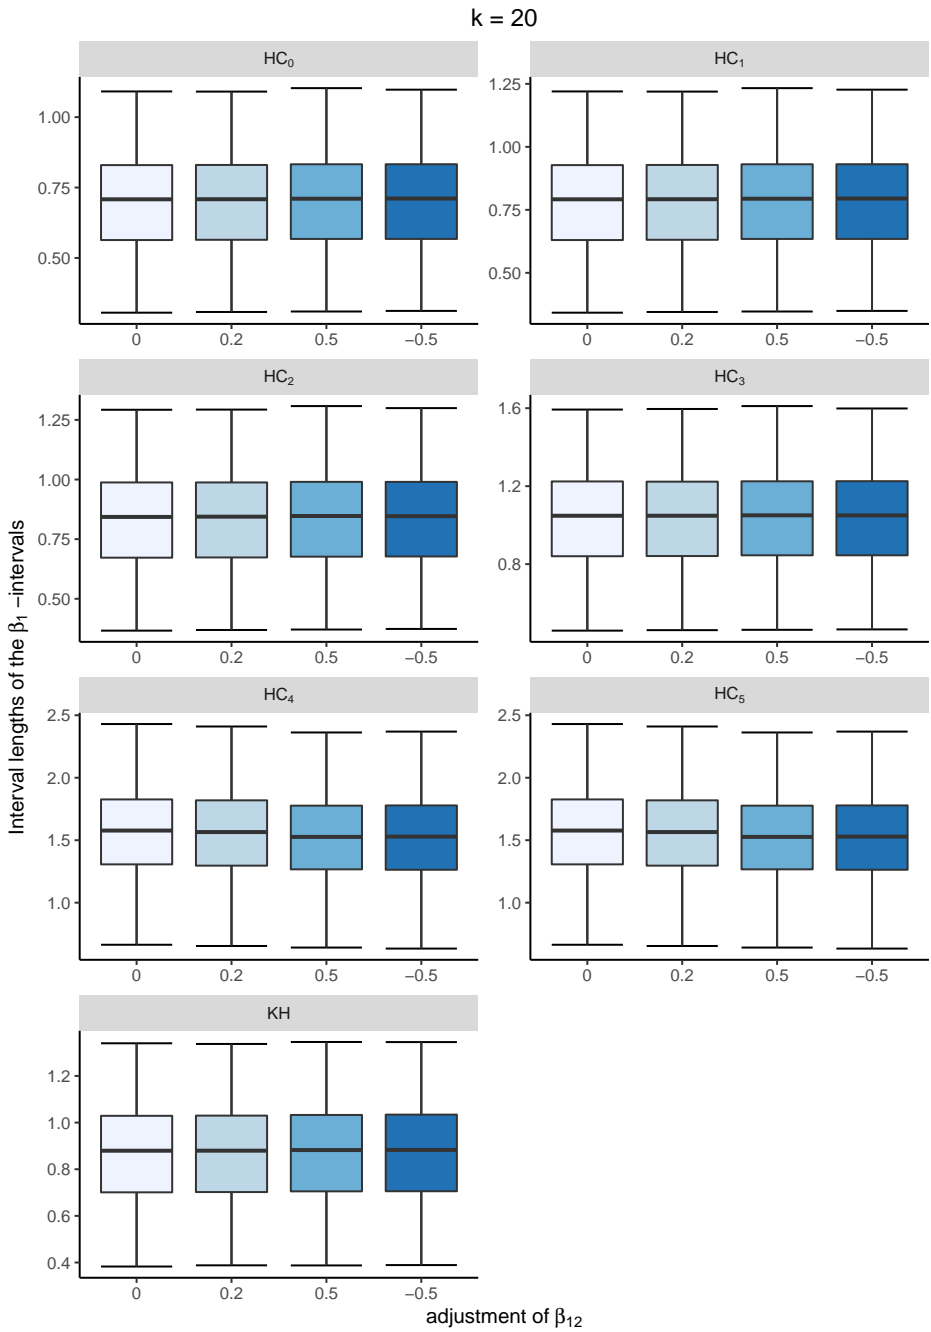 k = 20
HC₀
HC₁
1.00
0.75
0.50
1.25
1.00
0.75
0.50
0 0.2 0.5 −0.5
0 0.2 0.5 −0.5
HC₂
HC₃
1.25
1.00
0.75
0.50
1.6
1.2
0.8
0 0.2 0.5 −0.5
0 0.2 0.5 −0.5
HC₄
HC₅
2.5
2.0
1.5
1.0
2.5
2.0
1.5
1.0
0 0.2 0.5 −0.5
0 0.2 0.5 −0.5
KH
1.2
1.0
0.8
0.6
0.4
0 0.2 0.5 −0.5
Interval lengths of the β₁ −intervals
adjustment of β₁₂